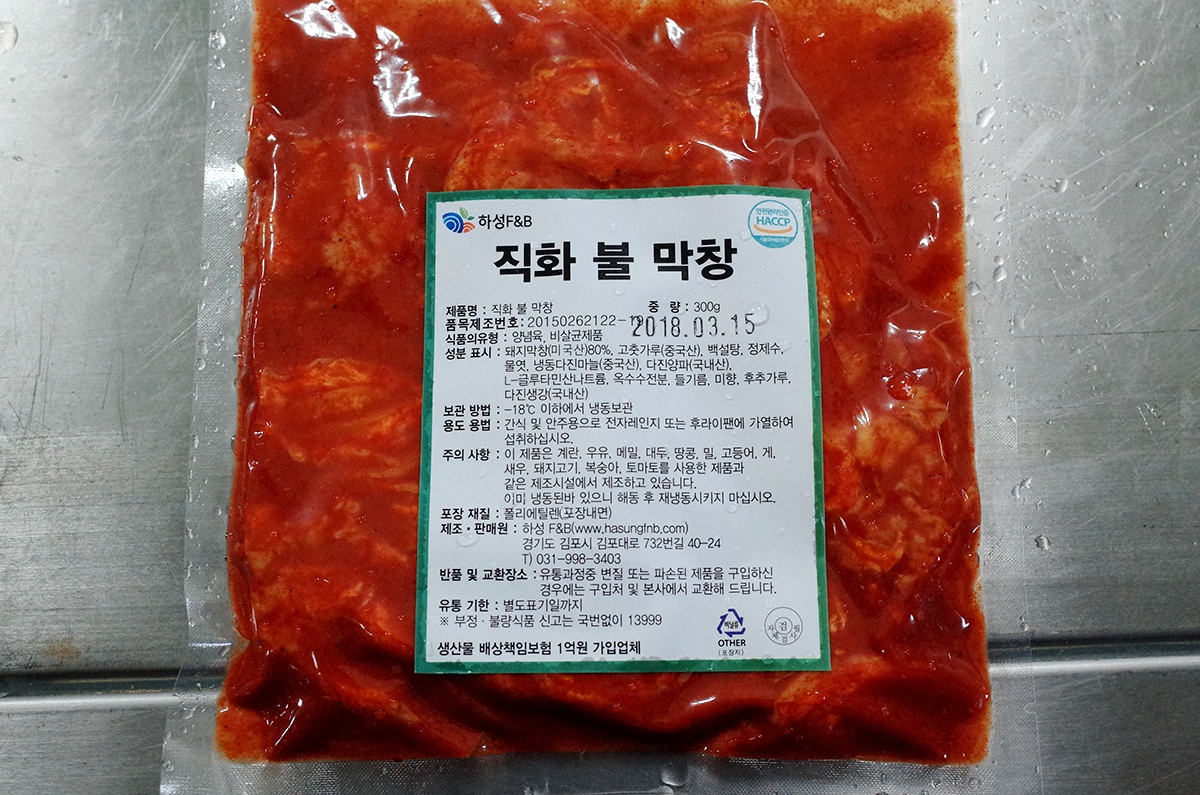 하성F&B
안전관리인증
HACCP
직화 불 막창
제품명 : 직화 불 막창 중 량 : 300g
품목제조번호 : 20150262122-19
2018.03.15
식품의유형 : 양념육, 비살균제품
성분 표시 : 돼지막창(미국산)80%, 고춧가루(중국산), 백설탕, 정제수,
물엿, 냉동다진마늘(중국산), 다진양파(국내산),
L-글루타민산나트륨, 옥수수전분, 들기름, 미향, 후추가루,
다진생강(국내산)
보관 방법 : -18℃ 이하에서 냉동보관
용도 용법 : 간식 및 안주용으로 전자레인지 또는 후라이팬에 가열하여
섭취하십시오.
주의 사항 : 이 제품은 계란, 우유, 메밀, 대두, 땅콩, 밀, 고등어, 게,
새우, 돼지고기, 복숭아, 토마토를 사용한 제품과
같은 제조시설에서 제조하고 있습니다.
이미 냉동된바 있으니 해동 후 재냉동시키지 마십시오.
포장 재질 : 폴리에틸렌(포장내면)
제조·판매원 : 하성 F&B(www.hasungfnb.com)
경기도 김포시 김포대로 732번길 40-24
T) 031-998-3403
반품 및 교환장소 : 유통과정중 변질 또는 파손된 제품을 구입하신
경우에는 구입처 및 본사에서 교환해 드립니다.
유통 기한 : 별도표기일까지
※ 부정·불량식품 신고는 국번없이 13999
생산물 배상책임보험 1억원 가입업체
비닐류
OTHER
(포장지)
자체검사필
검